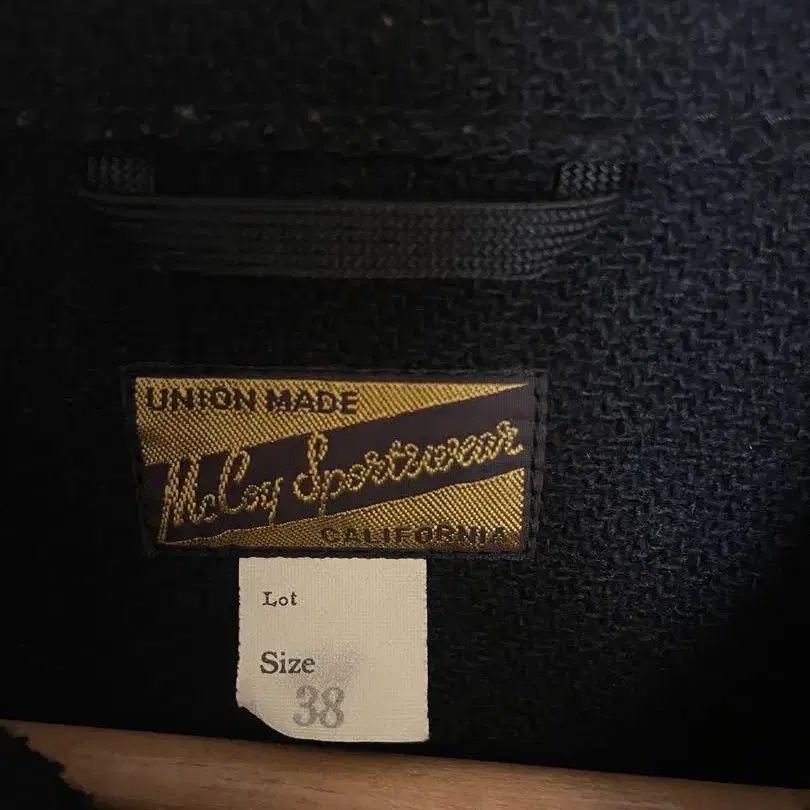 UNION MADE
McCoy Sportswear
CALIFORNIA
Lot
Size
38